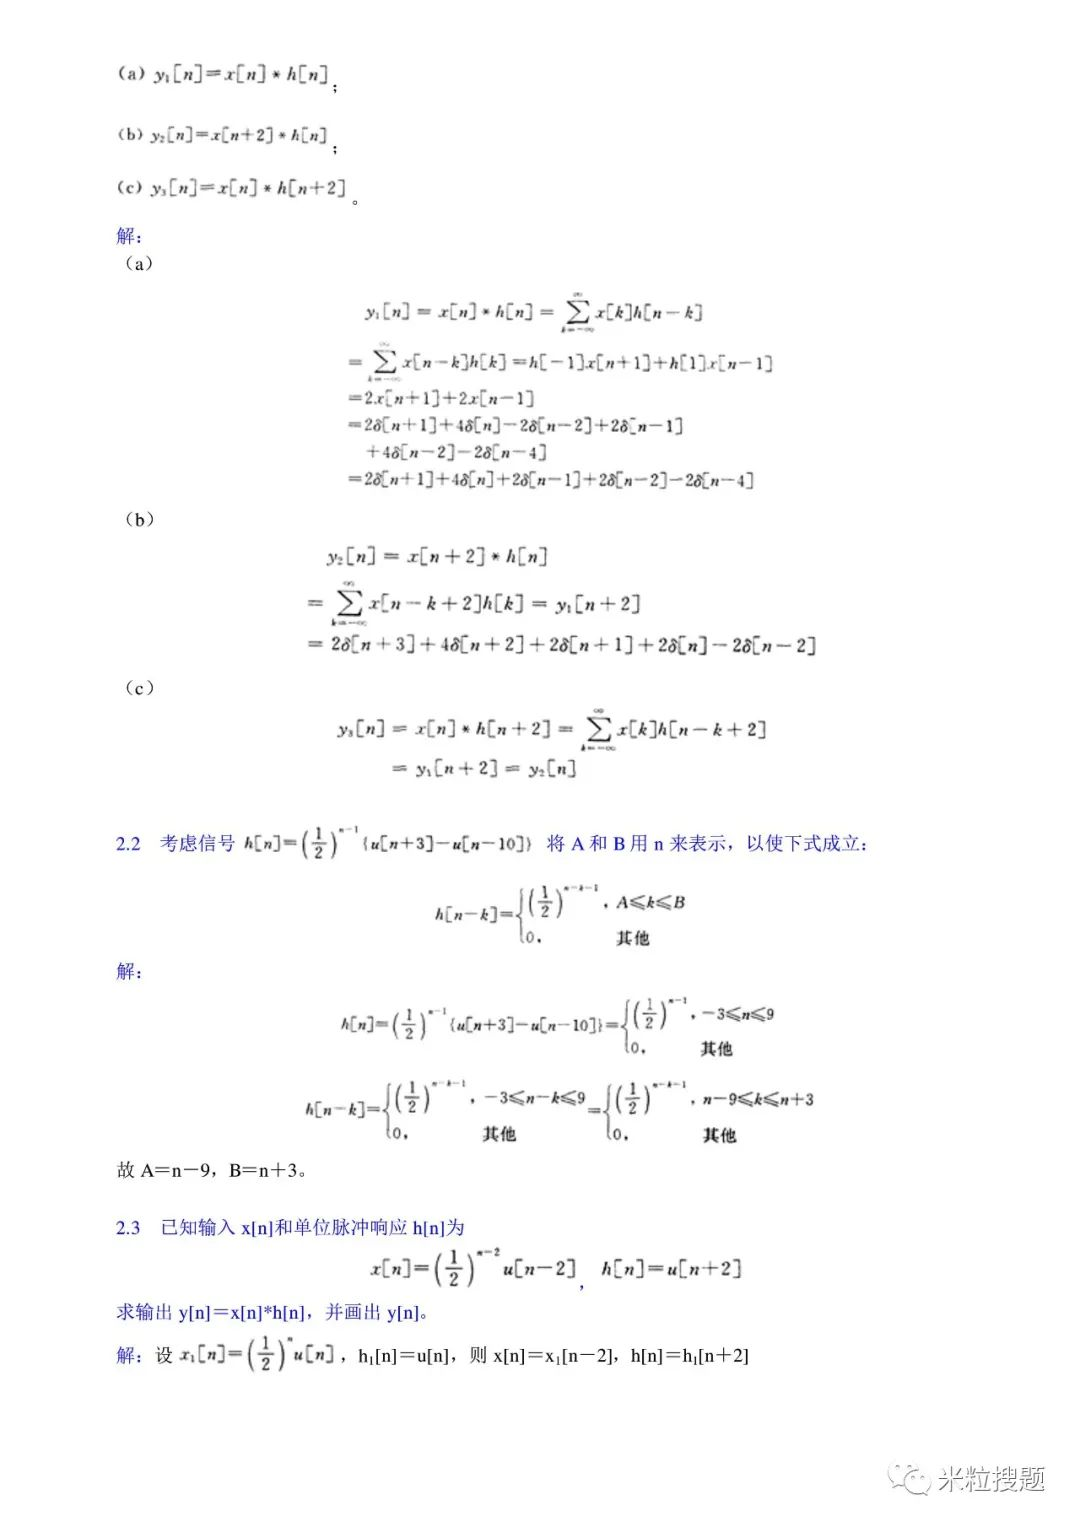 (a) y₁[n]=x[n]*h[n];
(b) y₂[n]=x[n+2]*h[n];
(c) y₃[n]=x[n]*h[n+2]。
解:
（a）
y₁[n] = x[n]*h[n] = ∑_{k=-∞}^{∞} x[k]h[n-k]
= ∑_{k=-∞}^{∞} x[n-k]h[k] =h[-1]x[n+1]+h[1]x[n-1]
=2x[n+1]+2x[n-1]
=2δ[n+1]+4δ[n]-2δ[n-2]+2δ[n-1]
+4δ[n-2]-2δ[n-4]
=2δ[n+1]+4δ[n]+2δ[n-1]+2δ[n-2]-2δ[n-4]
（b）
y₂[n] = x[n+2]*h[n]
= ∑_{k=-∞}^{∞} x[n-k+2]h[k] = y₁[n+2]
= 2δ[n+3]+4δ[n+2]+2δ[n+1]+2δ[n]-2δ[n-2]
（c）
y₃[n] = x[n]*h[n+2] = ∑_{k=-∞}^{∞} x[k]h[n-k+2]
= y₁[n+2] = y₂[n]
2.2 考虑信号 h[n]=(1/2)^{n-1}{u[n+3]-u[n-10]} 将 A 和 B 用 n 来表示，以使下式成立：
h[n-k]={(1/2)^{n-k-1}, A≤k≤B
0, 其他
解:
h[n]=(1/2)^{n-1}{u[n+3]-u[n-10]}={(1/2)^{n-1}, -3≤n≤9
0, 其他
h[n-k]={(1/2)^{n-k-1}, -3≤n-k≤9={(1/2)^{n-k-1}, n-9≤k≤n+3
0, 其他 0, 其他
故 A＝n－9，B＝n＋3。
2.3 已知输入 x[n]和单位脉冲响应 h[n]为
x[n]=(1/2)^{n-2}u[n-2], h[n]=u[n+2]
求输出 y[n]＝x[n]*h[n]，并画出 y[n]。
解：设 x₁[n]=(1/2)^{n}u[n]，h₁[n]=u[n]，则 x[n]=x₁[n－2]，h[n]=h₁[n＋2]
米粒搜题